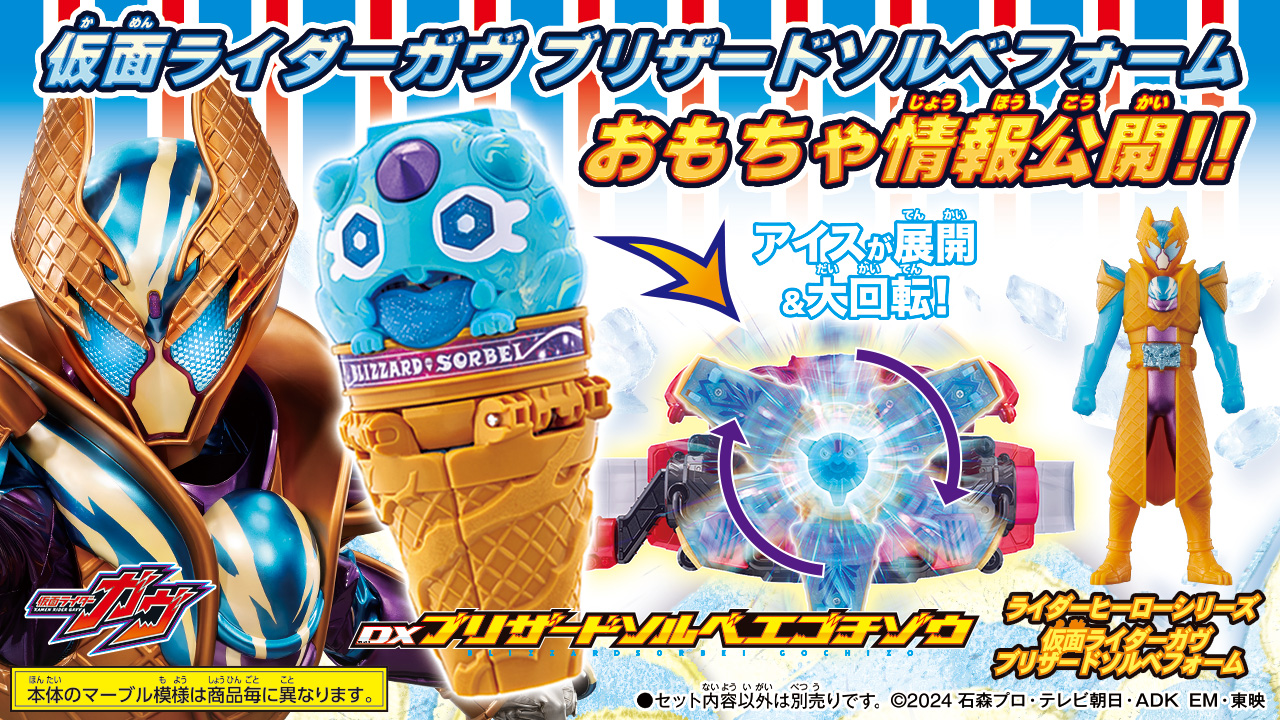 仮面ライダーガヴ ブリザードソルベフォーム
おもちゃ情報公開!!
アイスが展開
&大回転!
BLIZZARD SORBEI
仮面ライダー
KAMEN RIDER GAVV
ガヴ
DXブリザードソルベエゴチゾウ
BLIZZARDSORBEI GOCHIZO
ライダーヒーローシリーズ
仮面ライダーガヴ
ブリザードソルベフォーム
本体のマーブル模様は商品毎に異なります。
●セット内容以外は別売りです。 ©2024 石森プロ・テレビ朝日・ADK EM・東映